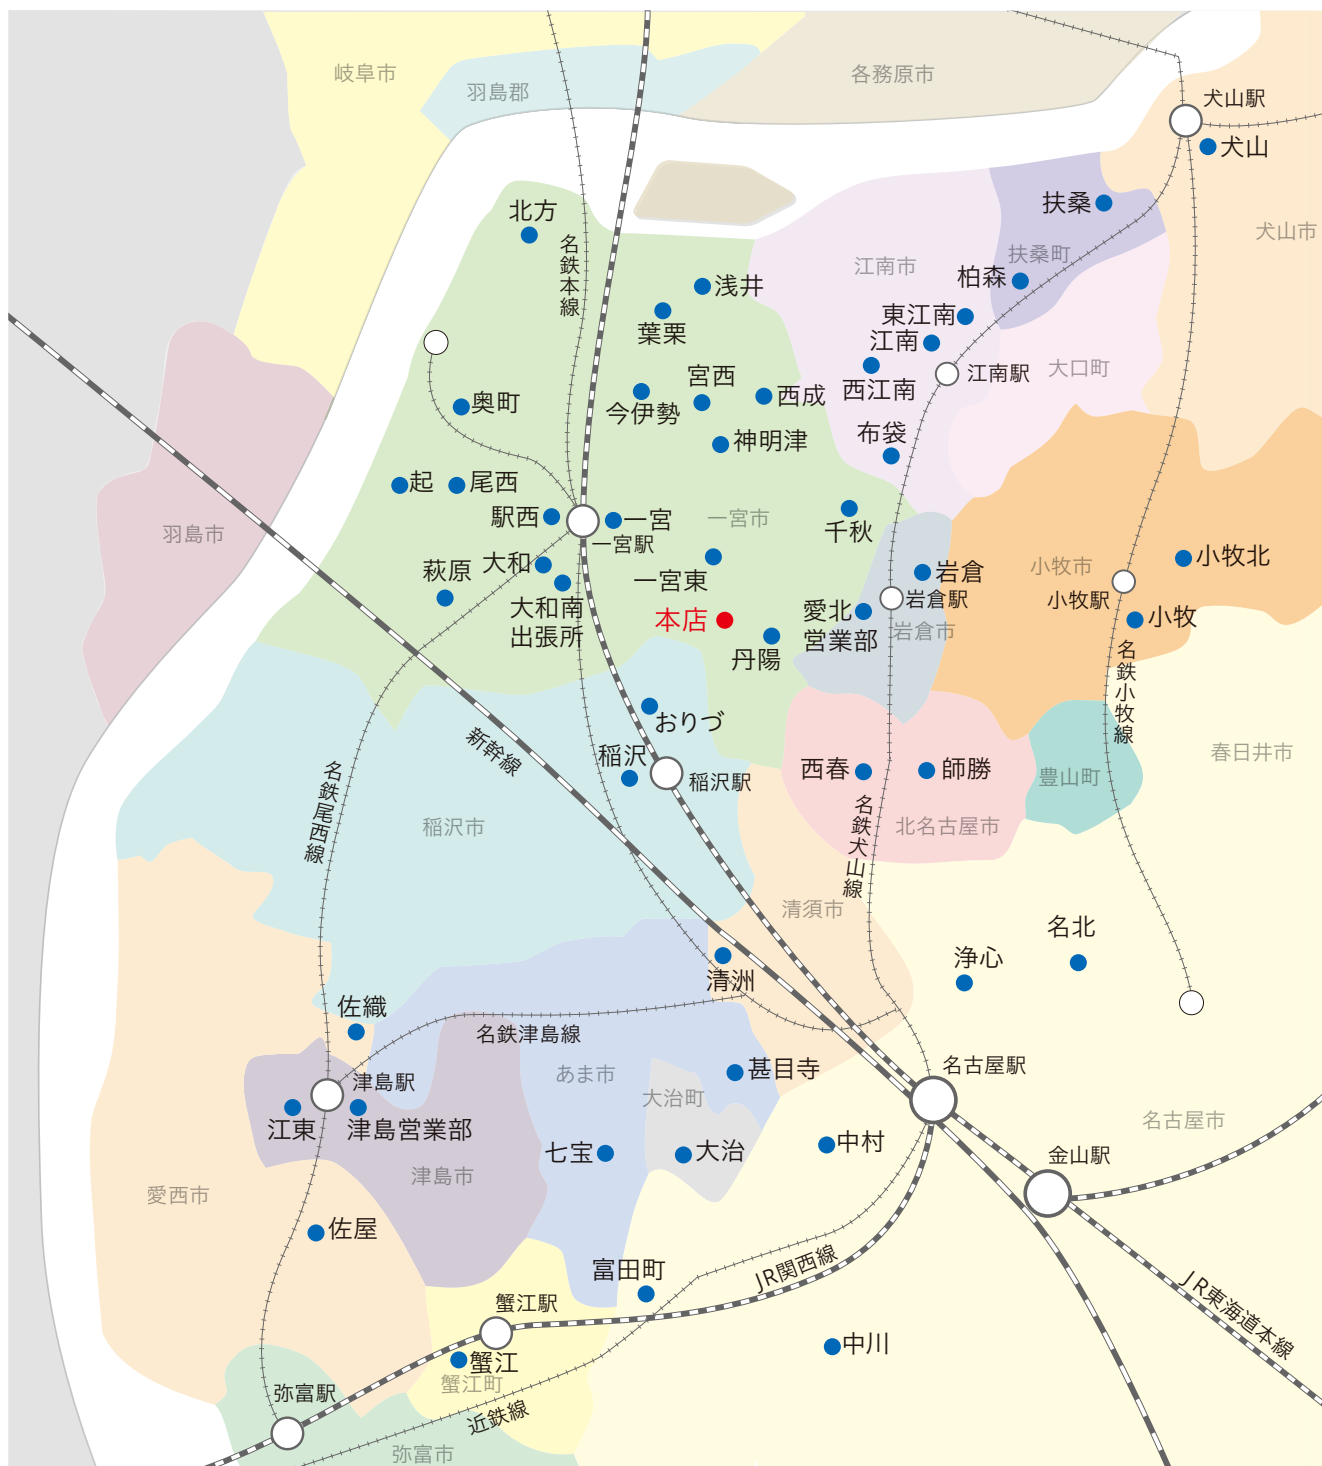 岐阜市
羽島郡
各務原市
犬山駅
犬山
北方
扶桑
名鉄本線
犬山市
江南市
扶桑町
浅井
柏森
葉栗
東江南
江南
大口町
江南駅
宮西
西江南
奥町
今伊勢
西成
神明津
布袋
起
尾西
駅西
一宮
一宮市
千秋
羽島市
一宮駅
大和
一宮東
岩倉
小牧市
小牧北
萩原
大和南
出張所
本店
愛北
営業部
岩倉駅
岩倉市
小牧駅
小牧
丹陽
名鉄小牧線
おりづ
新幹線
稲沢
稲沢駅
西春
師勝
豊山町
春日井市
名鉄尾西線
稲沢市
名鉄犬山線
北名古屋市
清須市
名北
浄心
清洲
佐織
名鉄津島線
津島駅
あま市
甚目寺
名古屋駅
大治町
江東
津島営業部
名古屋市
七宝
大治
中村
金山駅
津島市
愛西市
佐屋
富田町
JR関西線
蟹江駅
JR東海道本線
蟹江
中川
蟹江町
弥富駅
近鉄線
弥富市